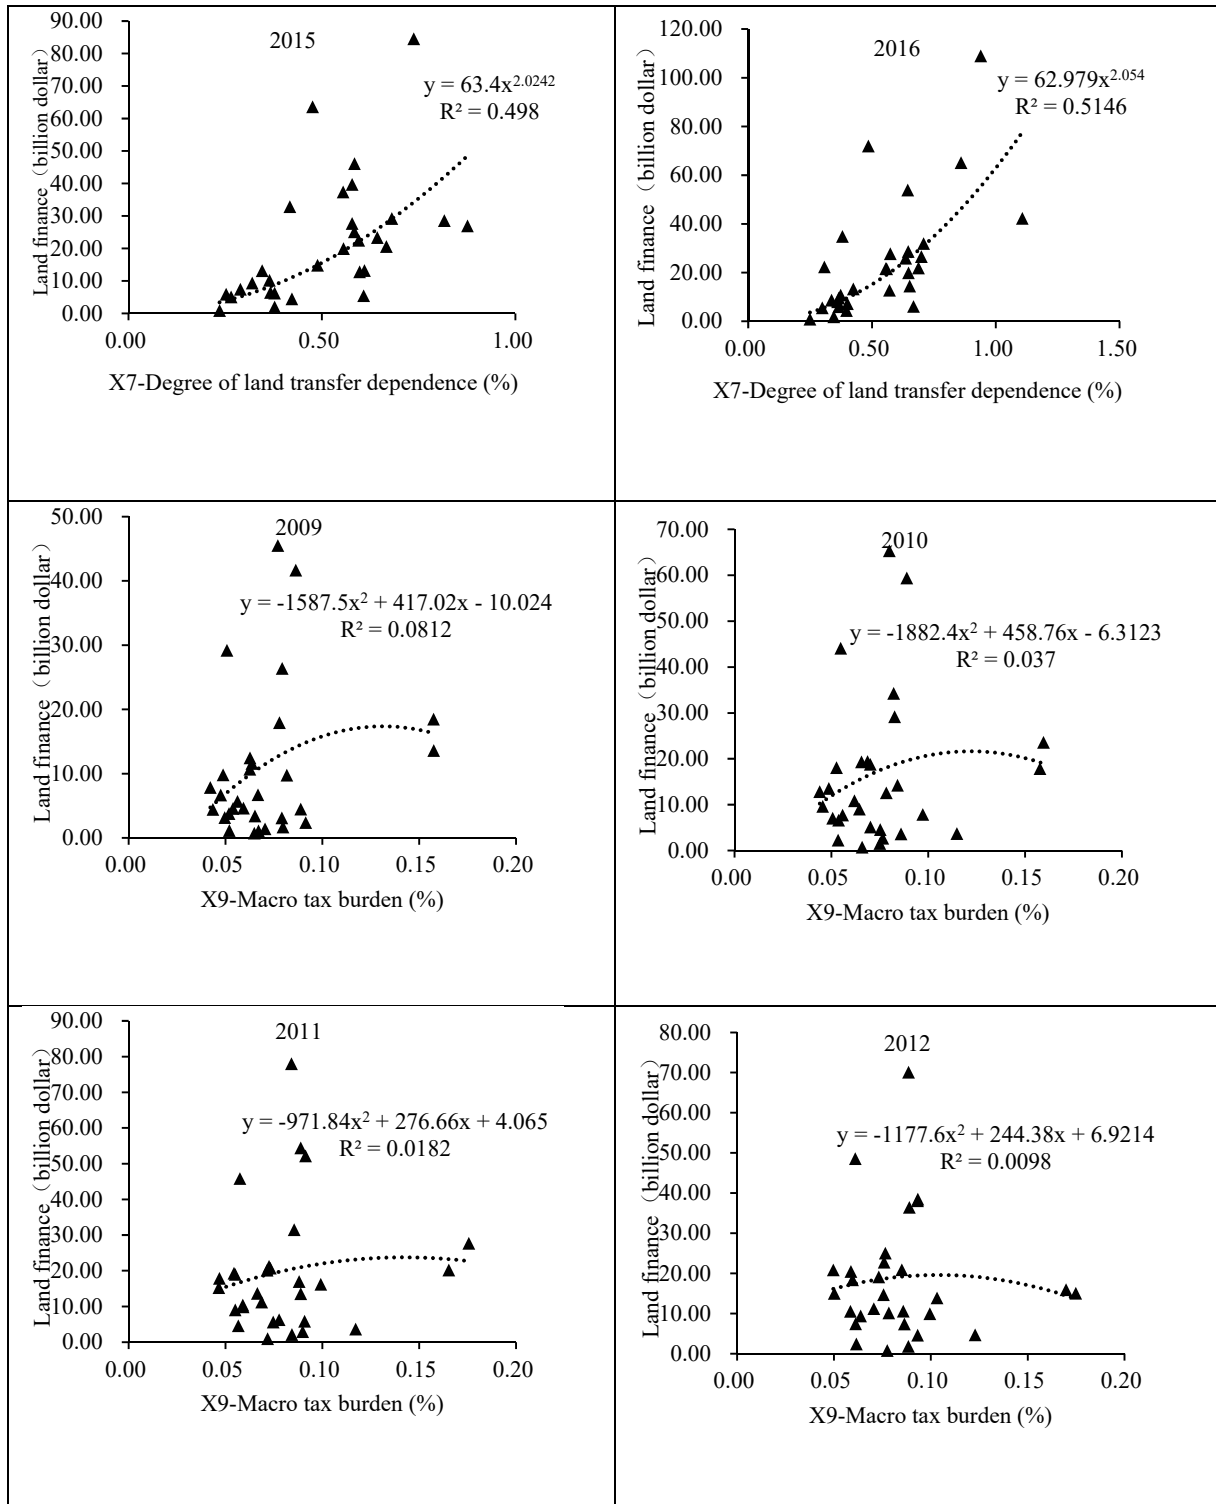 2015
y = 63.4x^2.0242
R² = 0.498
Land finance（billion dollar）
90.00
80.00
70.00
60.00
50.00
40.00
30.00
20.00
10.00
0.00
0.00 0.50 1.00
X7-Degree of land transfer dependence (%)
2016
y = 62.979x^2.054
R² = 0.5146
Land finance（billion dollar）
120.00
100.00
80.00
60.00
40.00
20.00
0.00
0.00 0.50 1.00 1.50
X7-Degree of land transfer dependence (%)
2009
y = -1587.5x² + 417.02x - 10.024
R² = 0.0812
Land finance（billion dollar）
50.00
40.00
30.00
20.00
10.00
0.00
0.00 0.05 0.10 0.15 0.20
X9-Macro tax burden (%)
2010
y = -1882.4x² + 458.76x - 6.3123
R² = 0.037
Land finance（billion dollar）
70.00
60.00
50.00
40.00
30.00
20.00
10.00
0.00
0.00 0.05 0.10 0.15 0.20
X9-Macro tax burden (%)
2011
y = -971.84x² + 276.66x + 4.065
R² = 0.0182
Land finance（billion dollar）
90.00
80.00
70.00
60.00
50.00
40.00
30.00
20.00
10.00
0.00
0.00 0.05 0.10 0.15 0.20
X9-Macro tax burden (%)
2012
y = -1177.6x² + 244.38x + 6.9214
R² = 0.0098
Land finance（billion dollar）
80.00
70.00
60.00
50.00
40.00
30.00
20.00
10.00
0.00
0.00 0.05 0.10 0.15 0.20
X9-Macro tax burden (%)